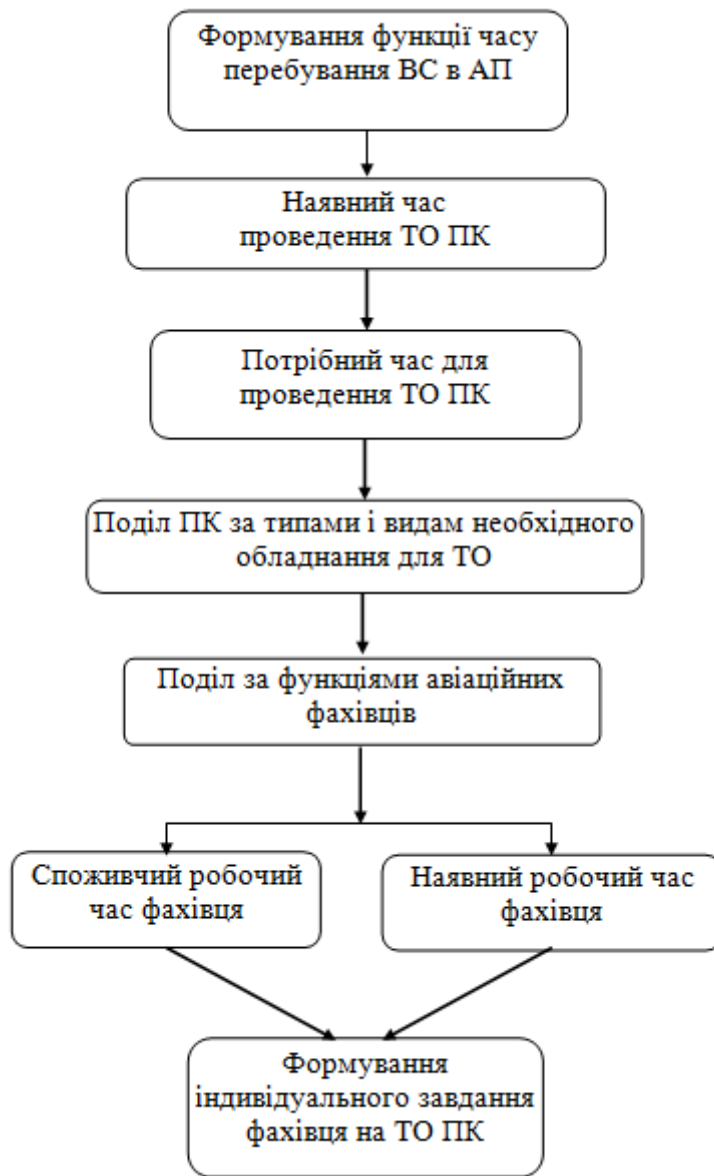 Формування функції часу
перебування ВС в АП
Наявний час
проведення ТО ПК
Потрібний час для
проведення ТО ПК
Поділ ПК за типами і видам необхідного
обладнання для ТО
Поділ за функціями авіаційних
фахівців
Споживчий робочий
час фахівця
Наявний робочий час
фахівця
Формування
індивідуального завдання
фахівця на ТО ПК